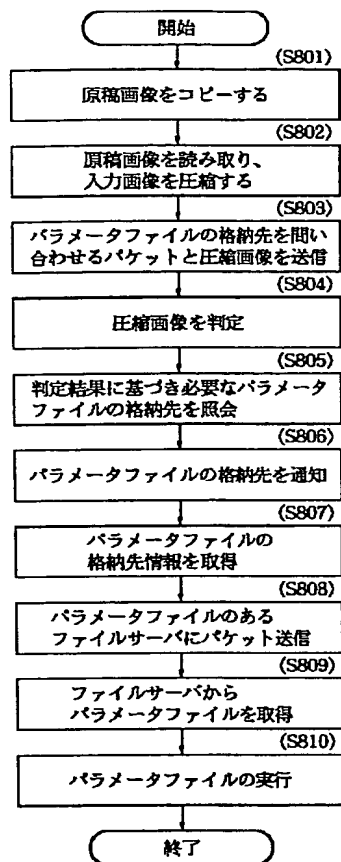 開始
(S801)
原稿画像をコピーする
(S802)
原稿画像を読み取り、
入力画像を圧縮する
(S803)
パラメータファイルの格納先を問い
合わせるパケットと圧縮画像を送信
(S804)
圧縮画像を判定
(S805)
判定結果に基づき必要なパラメータ
ファイルの格納先を照会
(S806)
パラメータファイルの格納先を通知
(S807)
パラメータファイルの
格納先情報を取得
(S808)
パラメータファイルのある
ファイルサーバにパケット送信
(S809)
ファイルサーバから
パラメータファイルを取得
(S810)
パラメータファイルの実行
終了